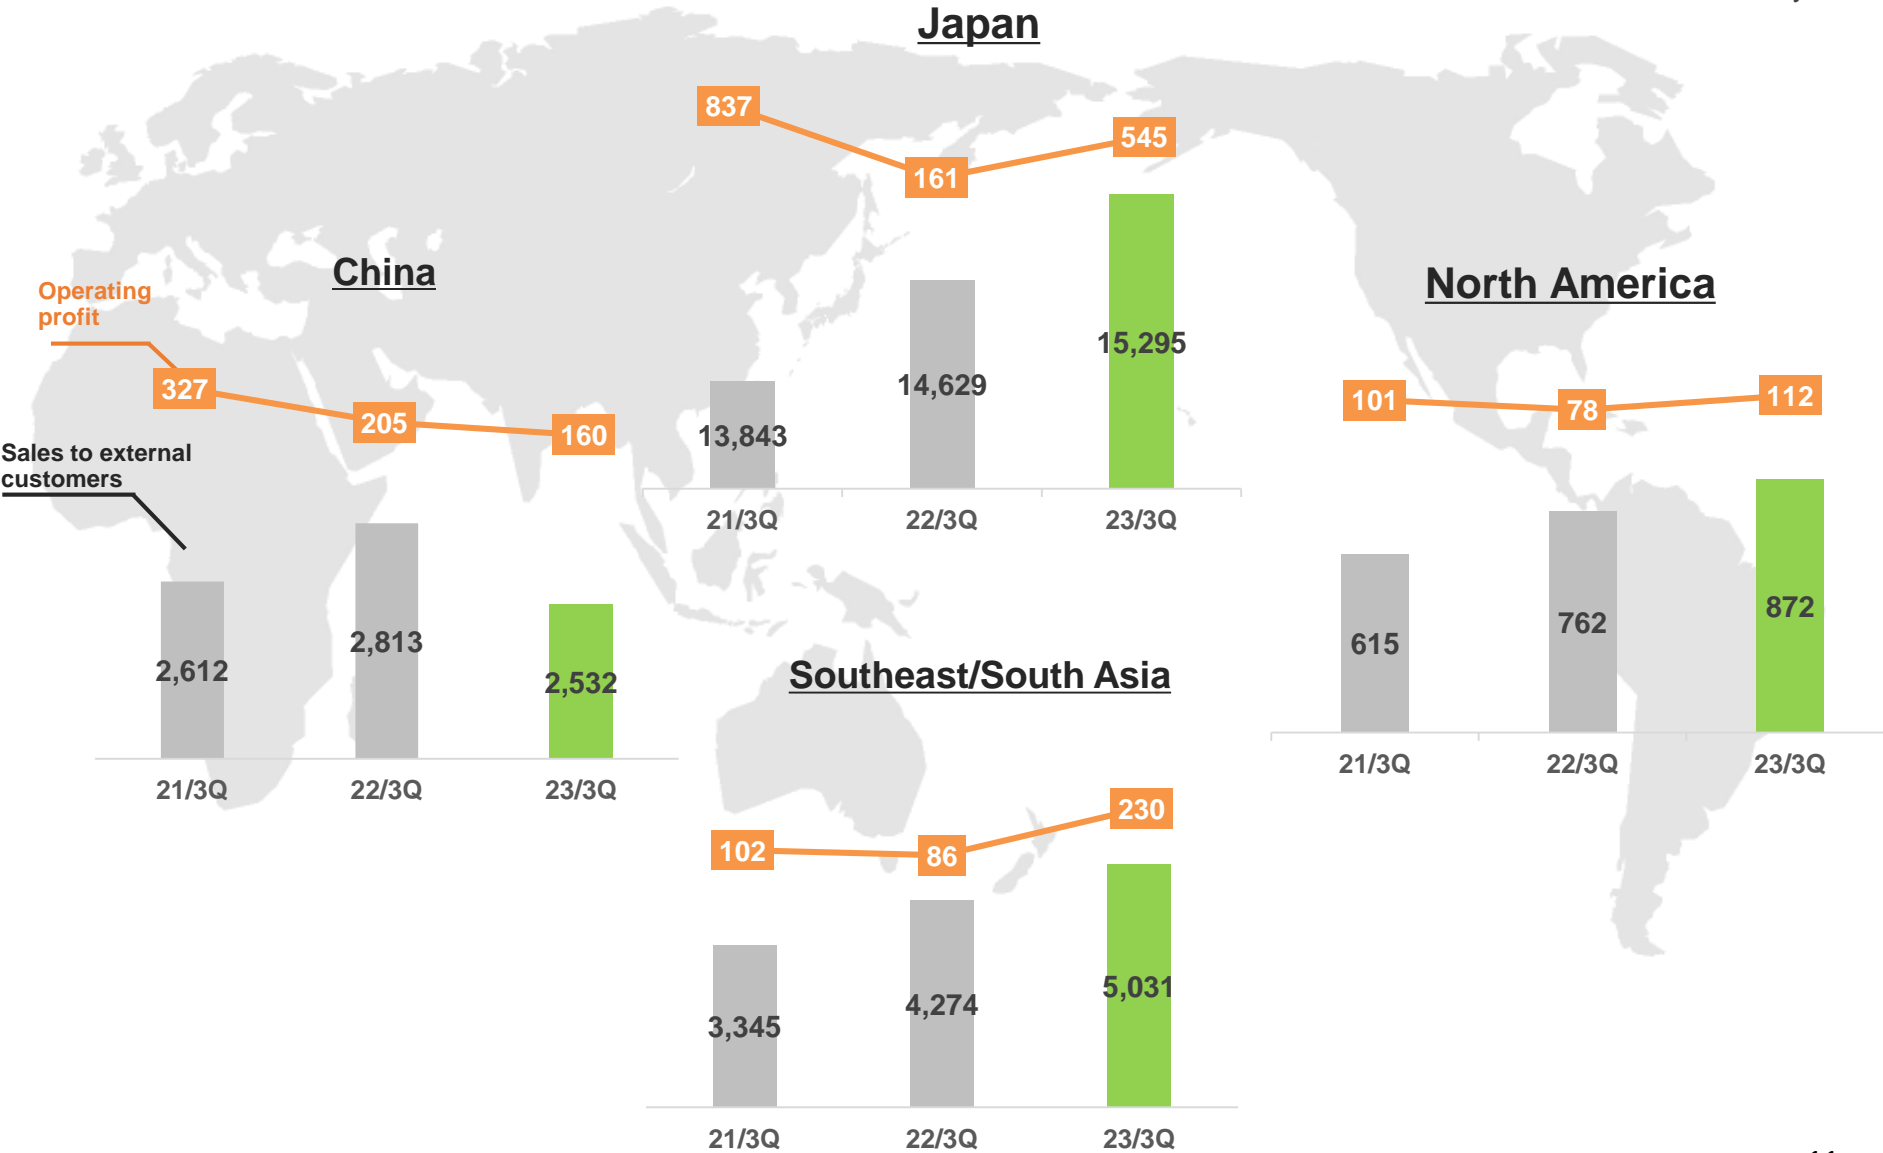 Japan
837
161
545
15,295
14,629
13,843
21/3Q
22/3Q
23/3Q
China
Operating
profit
327
205
160
Sales to external
customers
2,612
2,813
2,532
21/3Q
22/3Q
23/3Q
North America
101
78
112
615
762
872
21/3Q
22/3Q
23/3Q
Southeast/South Asia
102
86
230
3,345
4,274
5,031
21/3Q
22/3Q
23/3Q